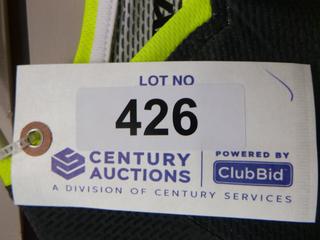 LOT NO
426
CENTURY
AUCTIONS
POWERED BY
ClubBid
A DIVISION OF CENTURY SERVICES